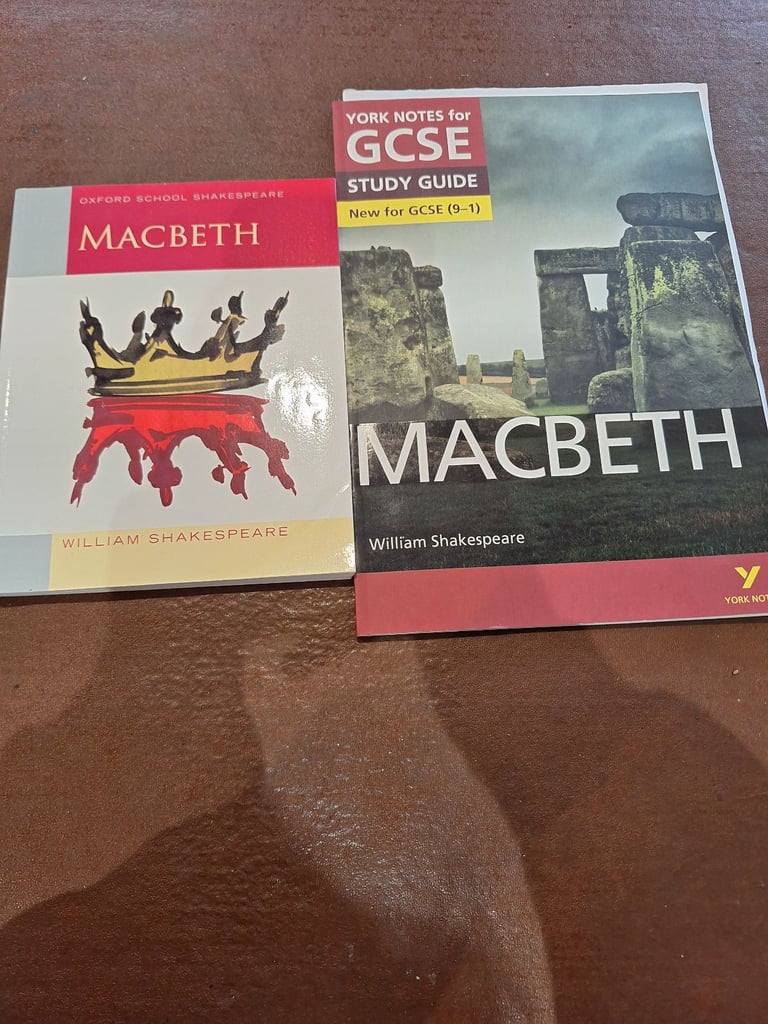 OXFORD SCHOOL SHAKESPEARE
MACBETH
WILLIAM SHAKESPEARE
YORK NOTES for
GCSE
STUDY GUIDE
New for GCSE (9–1)
MACBETH
William Shakespeare
YORK NOT